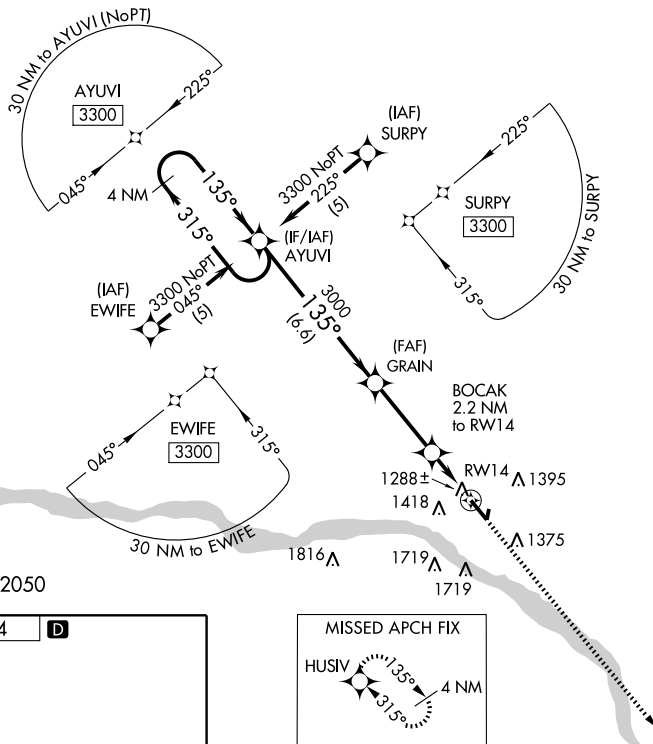 30 NM to AYUVI (NoPT)
AYUVI
3300
225°
045°
(IAF)
SURPY
3300 NoPT
225°
(5)
225°
SURPY
3300
315°
30 NM to SURPY
4 NM
135°
315°
(IF/IAF)
AYUVI
(IAF)
EWIFE
3300 NoPT
045°
(5)
3000
135°
(6.6)
(FAF)
GRAIN
BOCAK
2.2 NM
to RW14
EWIFE
3300
045°
315°
30 NM to EWIFE
RW14
1288±
1395
1418
1375
1816
1719
1719
2050
4
D
MISSED APCH FIX
HUSIV
135°
315°
4 NM